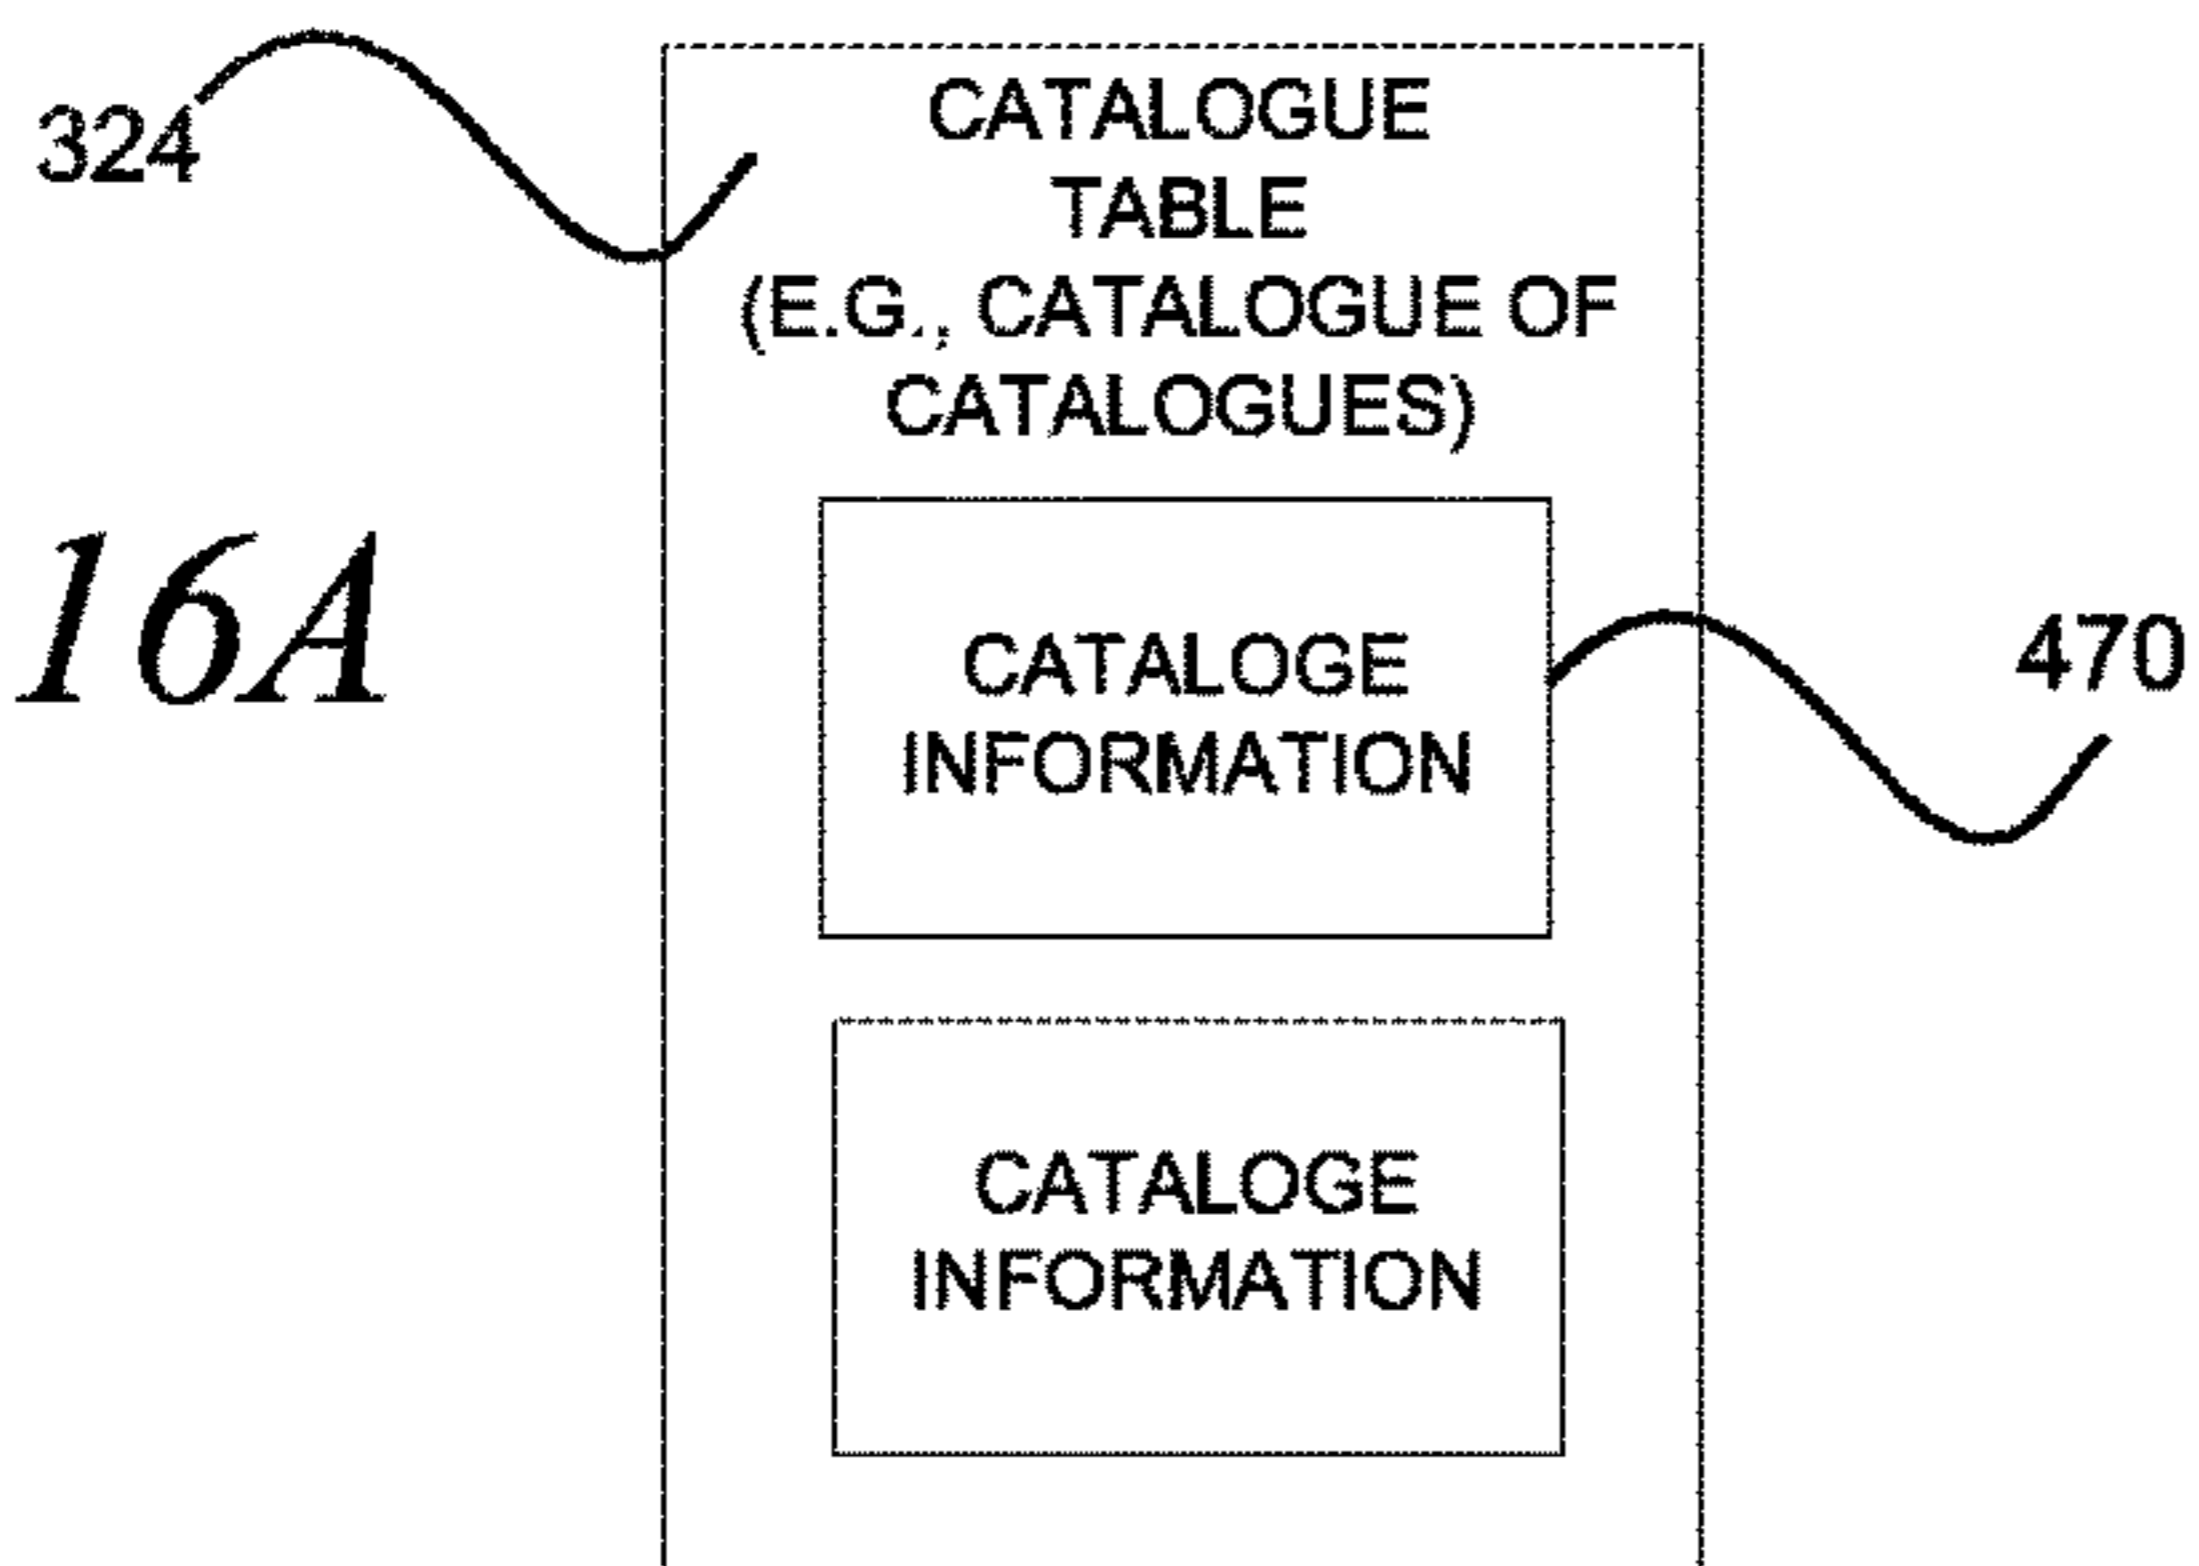 324
CATALOGUE
TABLE
(E.G., CATALOGUE OF
CATALOGUES)
16A
CATALOGE
INFORMATION
470
CATALOGE
INFORMATION